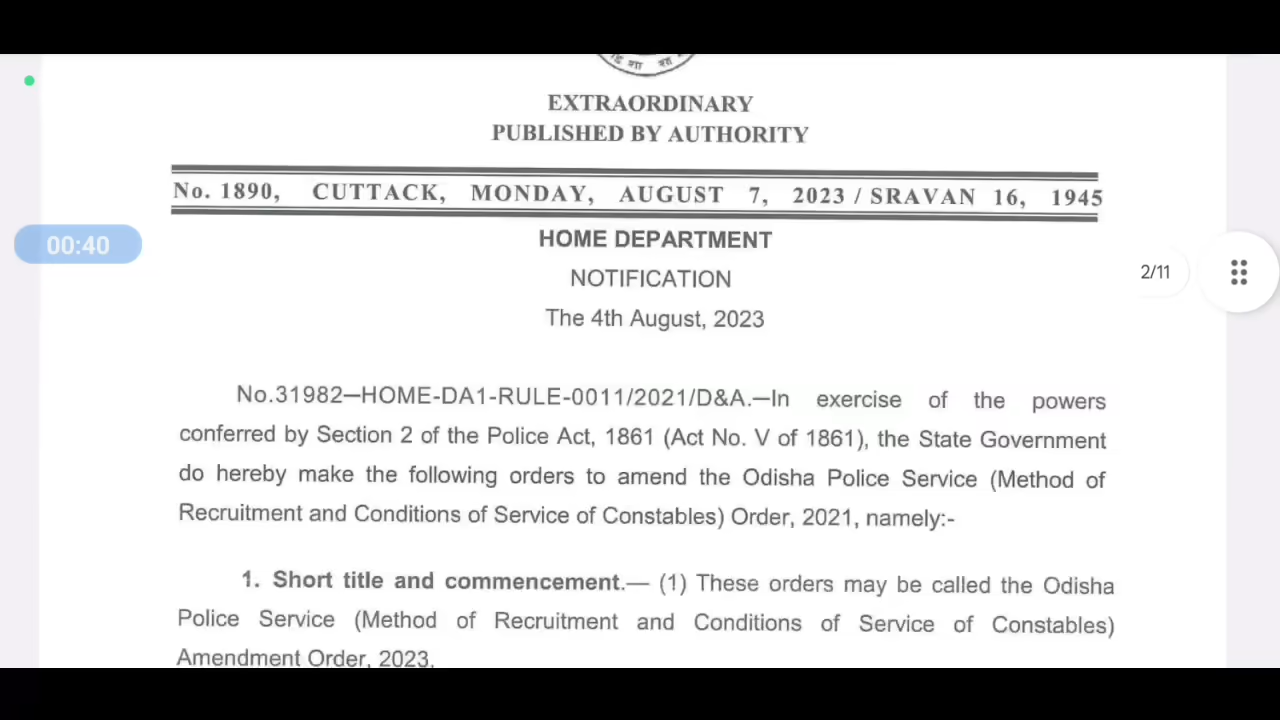 EXTRAORDINARY
PUBLISHED BY AUTHORITY
No. 1890, CUTTACK, MONDAY, AUGUST 7, 2023 / SRAVAN 16, 1945
HOME DEPARTMENT
00:40
NOTIFICATION
2/11
The 4th August, 2023
No.31982—HOME-DA1-RULE-0011/2021/D&A.—In exercise of the powers
conferred by Section 2 of the Police Act, 1861 (Act No. V of 1861), the State Government
do hereby make the following orders to amend the Odisha Police Service (Method of
Recruitment and Conditions of Service of Constables) Order, 2021, namely:-
1. Short title and commencement.— (1) These orders may be called the Odisha
Police Service (Method of Recruitment and Conditions of Service of Constables)
Amendment Order, 2023.